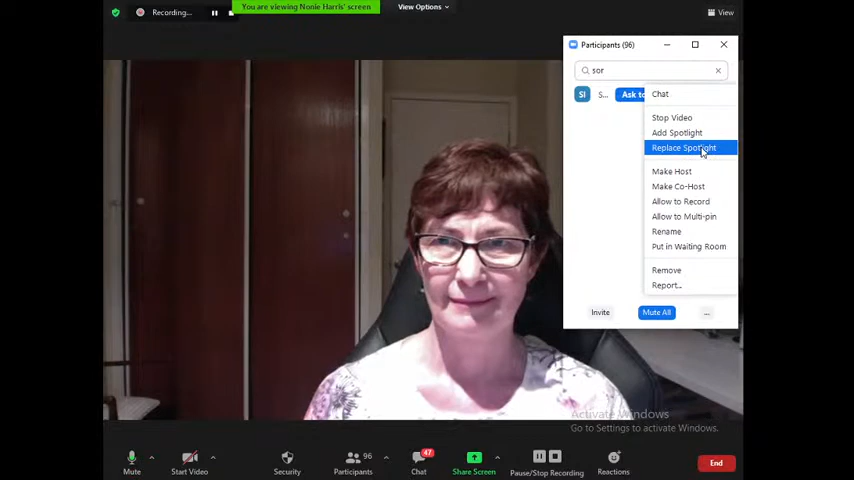 Recording...
You are viewing Nonie Harris' screen
View Options
View
Participants (96)
sor
SI
S...
Ask to
Chat
Stop Video
Add Spotlight
Replace Spotlight
Make Host
Make Co-Host
Allow to Record
Allow to Multi-pin
Rename
Put in Waiting Room
Remove
Report...
Invite
Mute All
...
Activate Windows
Go to Settings to activate Windows.
96
47
Mute
Start Video
Security
Participants
Chat
Share Screen
Pause/Stop Recording
Reactions
End